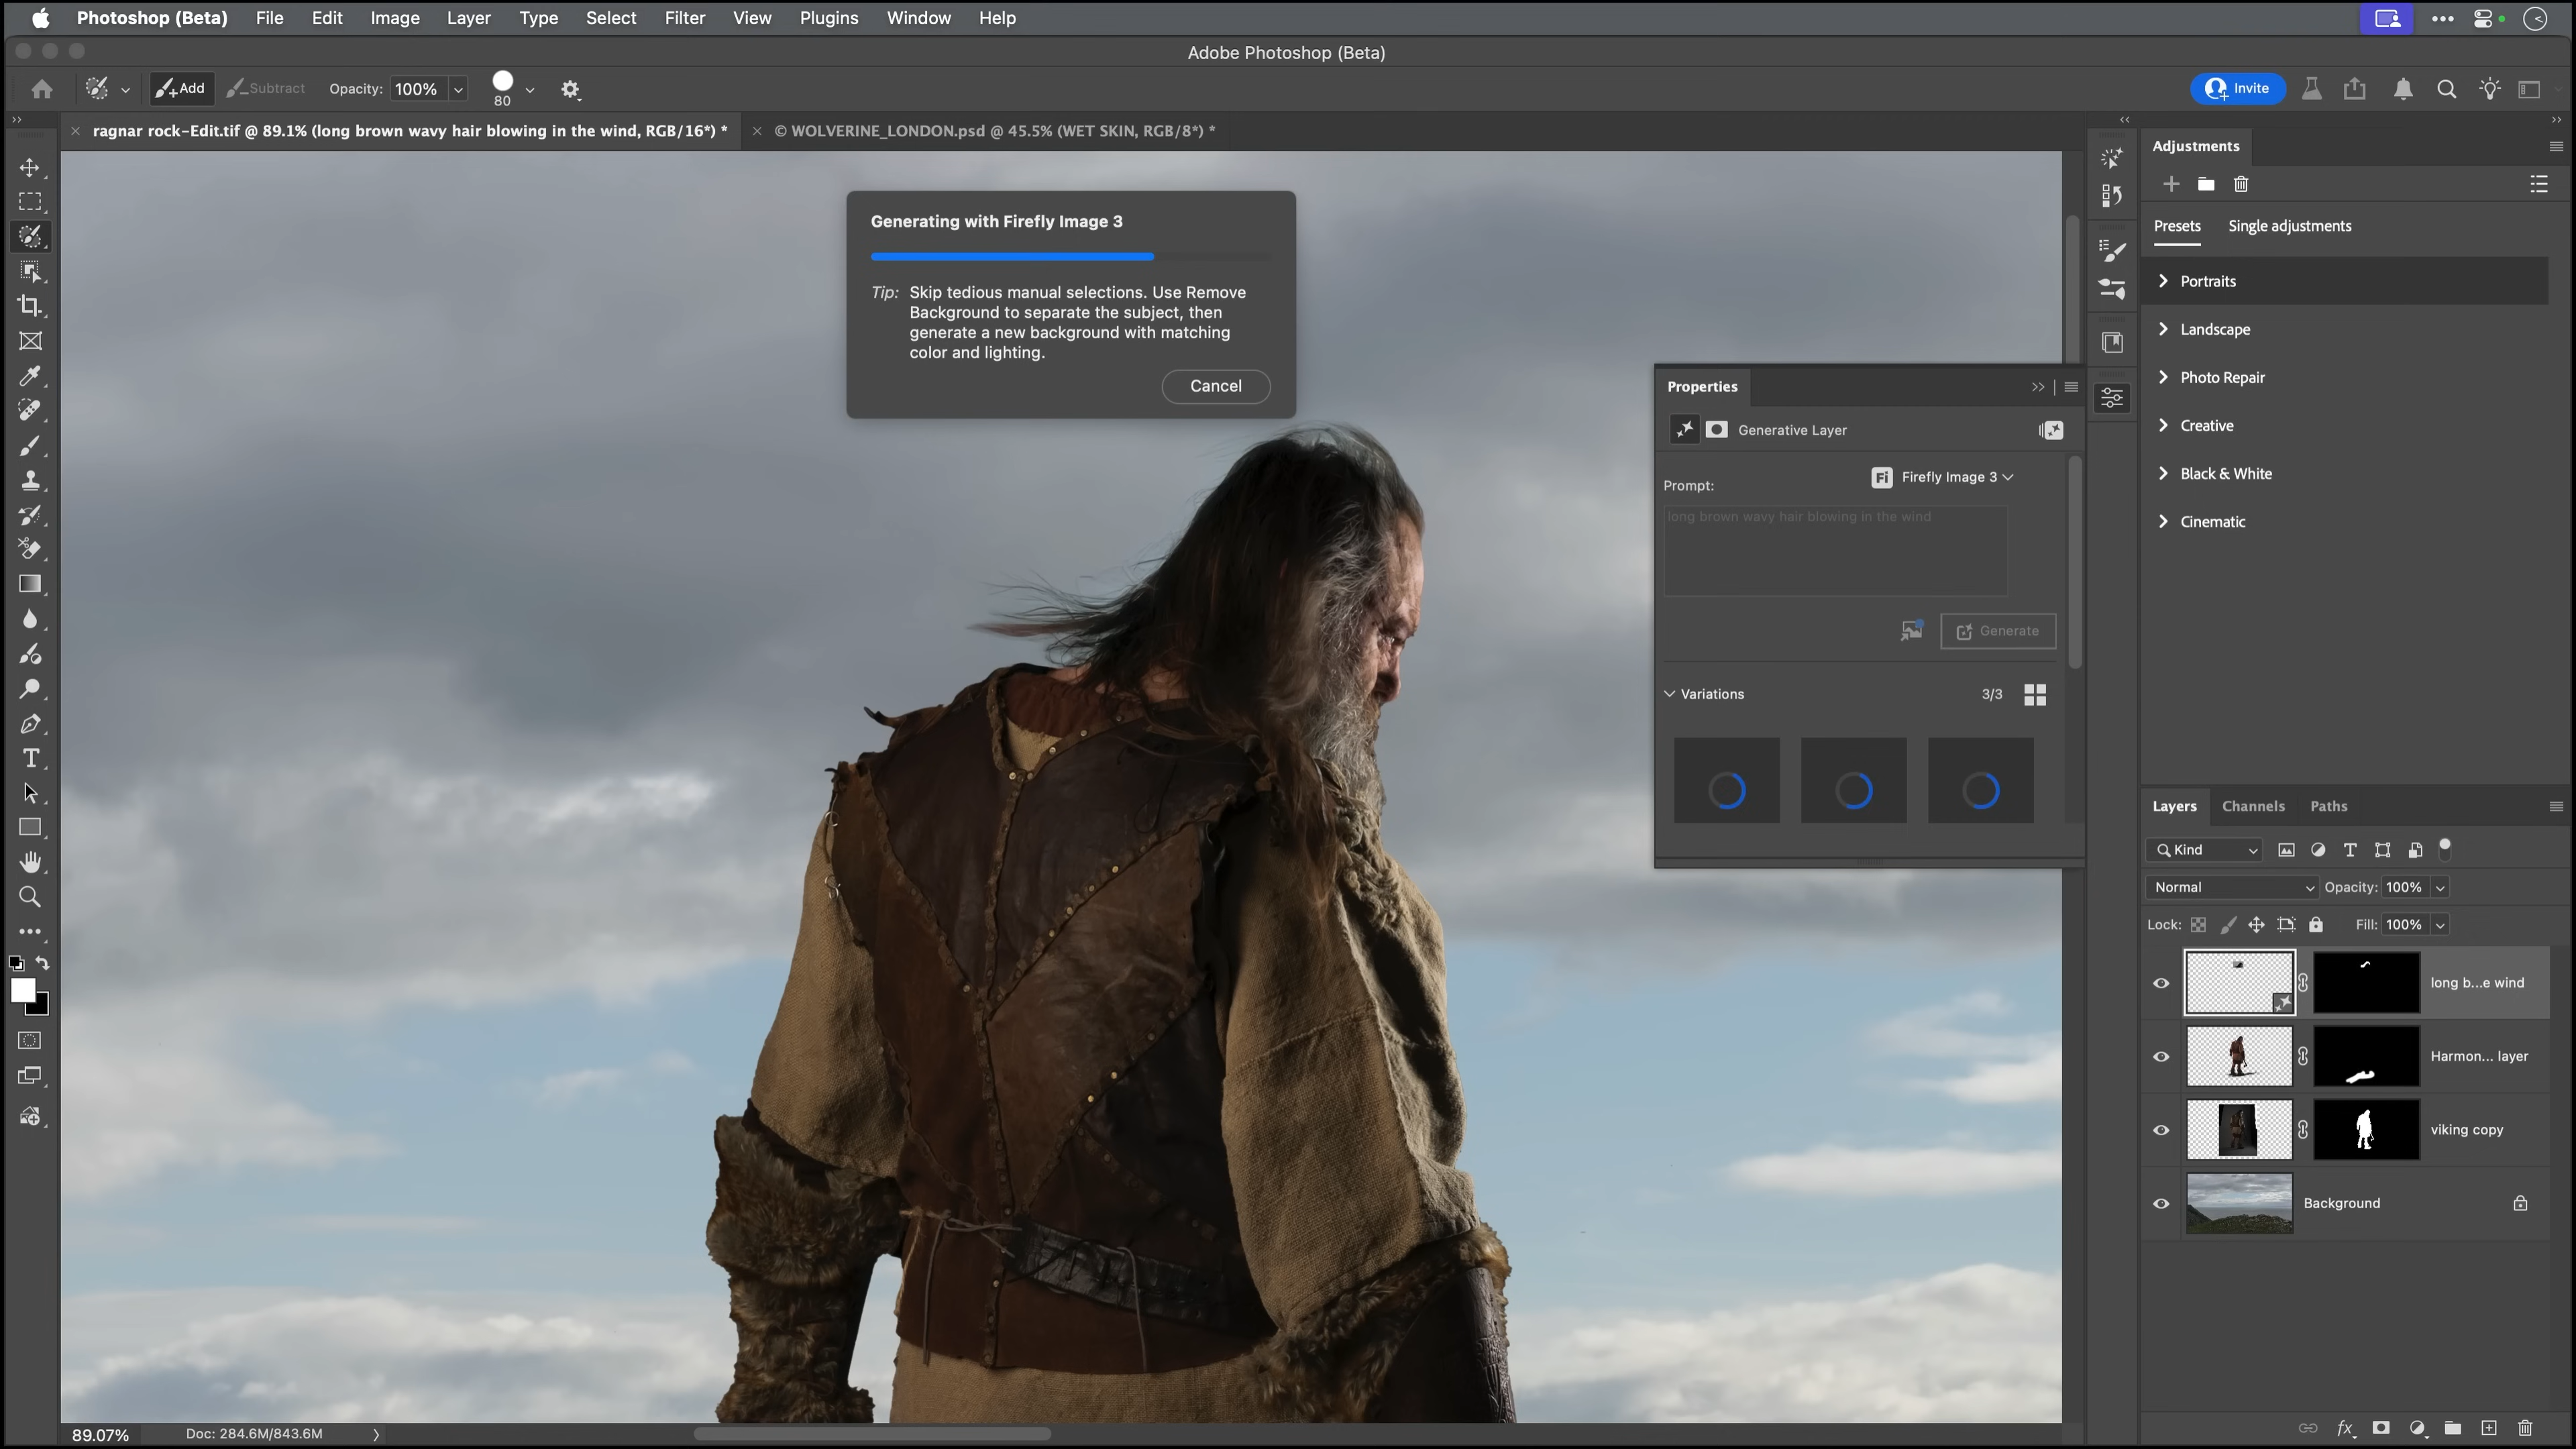 Photoshop (Beta) File Edit Image Layer Type Select Filter View Plugins Window Help
Adobe Photoshop (Beta)
Add Subtract Opacity: 100% 80 Invite
ragnar rock-Edit.tif @ 89.1% (long brown wavy hair blowing in the wind, RGB/16*) * © WOLVERINE_LONDON.psd @ 45.5% (WET SKIN, RGB/8*) *
Generating with Firefly Image 3
Tip: Skip tedious manual selections. Use Remove
Background to separate the subject, then
generate a new background with matching
color and lighting.
Cancel
Properties
Generative Layer
Prompt: Fi Firefly Image 3
long brown wavy hair blowing in the wind
Generate
Variations 3/3
Adjustments
Presets Single adjustments
Portraits
Landscape
Photo Repair
Creative
Black & White
Cinematic
Layers Channels Paths
Kind
Normal Opacity: 100%
Lock: Fill: 100%
long b...e wind
Harmon... layer
viking copy
Background
fx
89.07% Doc: 284.6M/843.6M